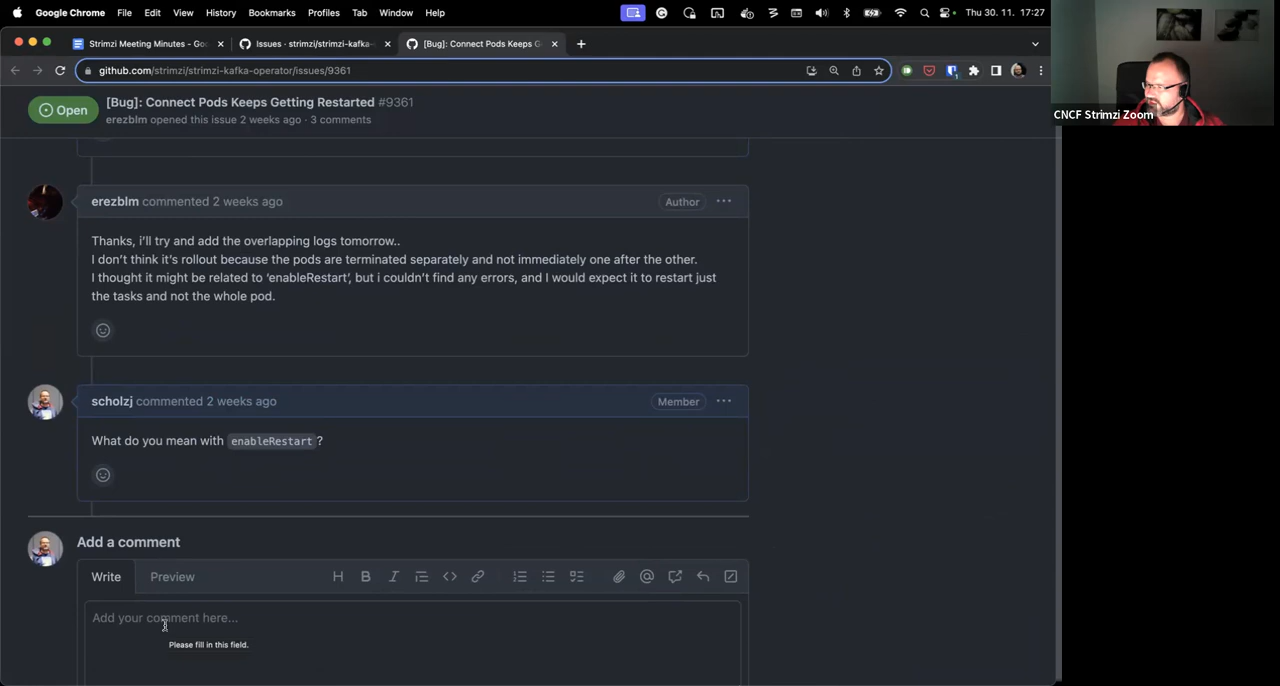 Google Chrome File Edit View History Bookmarks Profiles Tab Window Help Thu 30. 11. 17:27
Strimzi Meeting Minutes - Goo
Issues · strimzi/strimzi-kafka-
[Bug]: Connect Pods Keeps G
github.com/strimzi/strimzi-kafka-operator/issues/9361
Open
[Bug]: Connect Pods Keeps Getting Restarted #9361
erezblm opened this issue 2 weeks ago · 3 comments
CNCF Strimzi Zoom
erezblm commented 2 weeks ago
Author
Thanks, i'll try and add the overlapping logs tomorrow..
I don't think it's rollout because the pods are terminated separately and not immediately one after the other.
I thought it might be related to 'enableRestart', but i couldn't find any errors, and I would expect it to restart just
the tasks and not the whole pod.
scholzj commented 2 weeks ago
Member
What do you mean with enableRestart?
Add a comment
Write
Preview
Add your comment here...
Please fill in this field.